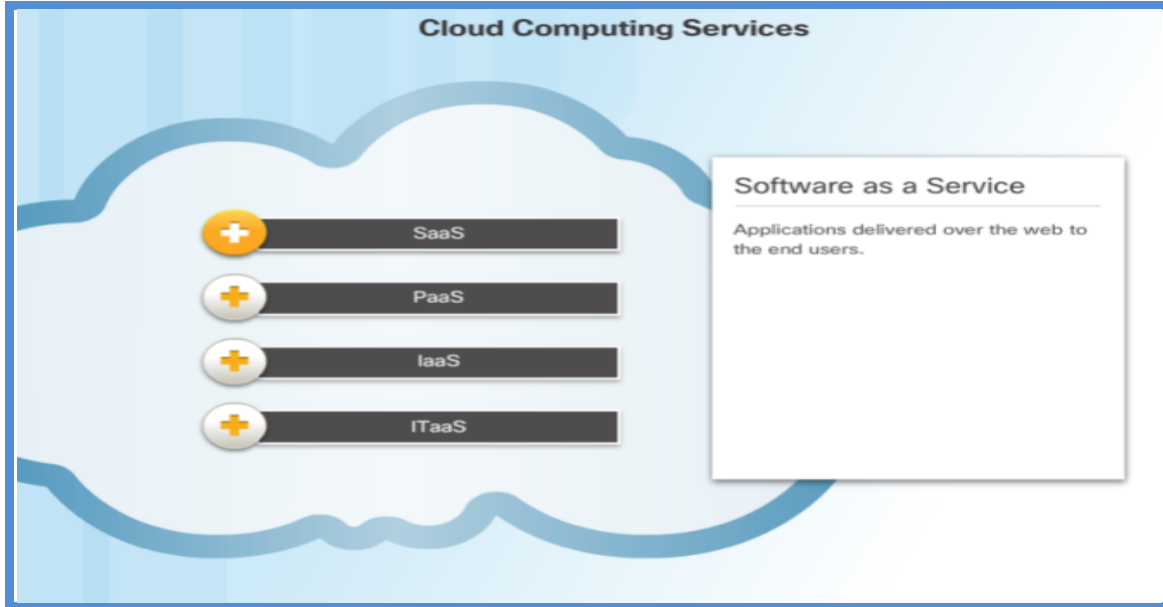 Cloud Computing Services
SaaS
PaaS
IaaS
ITaaS
Software as a Service
Applications delivered over the web to
the end users.